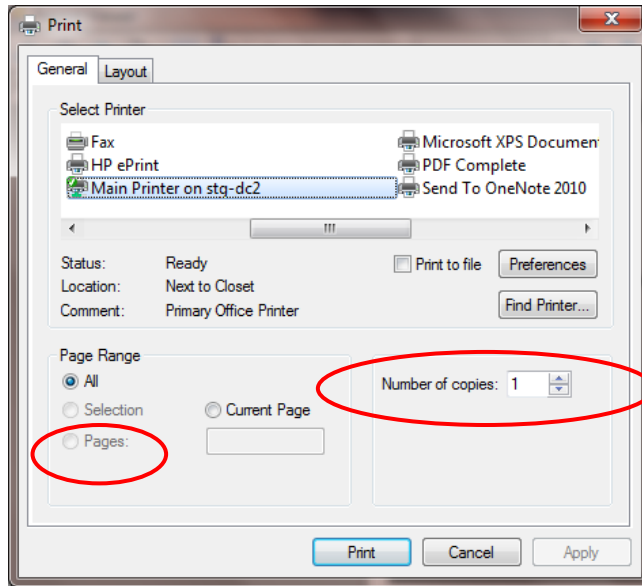 Print
General Layout
Select Printer
Fax Microsoft XPS Documen
HP ePrint PDF Complete
Main Printer on stq-dc2 Send To OneNote 2010
Status: Ready Print to file Preferences
Location: Next to Closet
Comment: Primary Office Printer Find Printer...
Page Range
All Number of copies: 1
Selection Current Page
Pages:
Print Cancel Apply